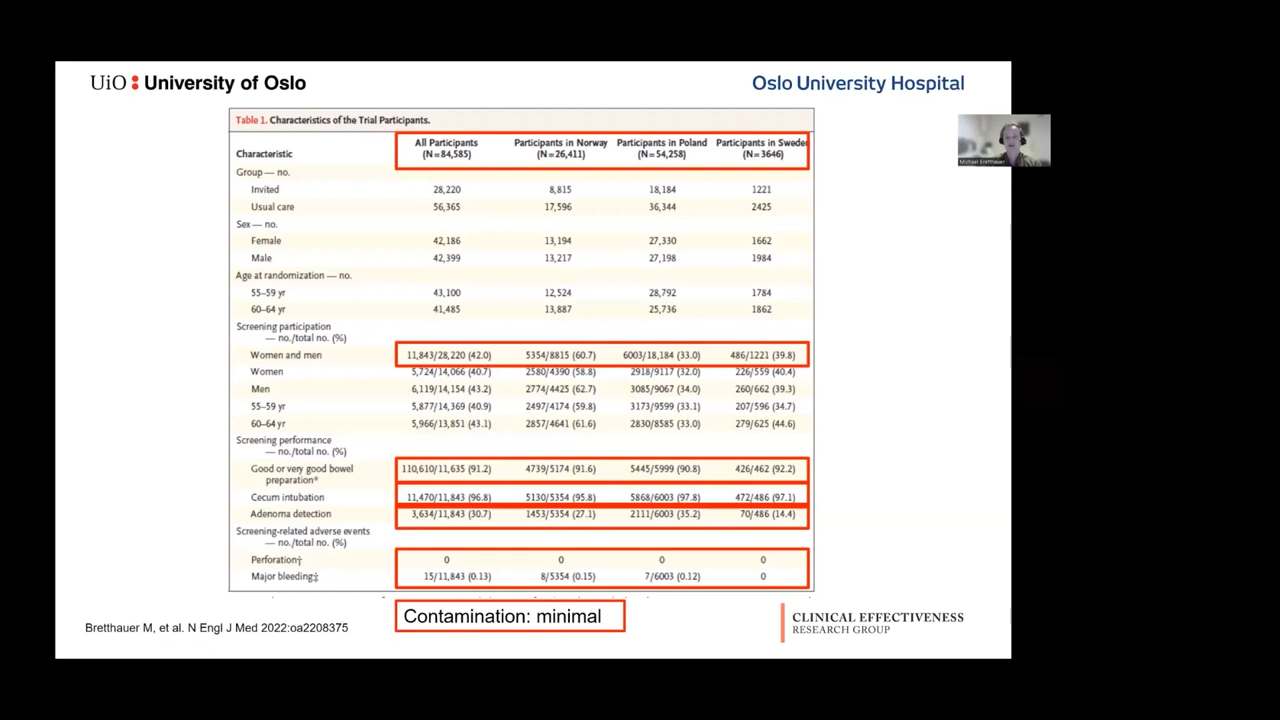 UiO : University of Oslo
Oslo University Hospital
Table 1. Characteristics of the Trial Participants.
Characteristic All Participants (N=84,585) Participants in Norway (N=26,411) Participants in Poland (N=54,258) Participants in Sweden (N=3646)
Group — no.
Invited 28,220 8,815 18,184 1221
Usual care 56,365 17,596 36,344 2425
Sex — no.
Female 42,186 13,194 27,330 1662
Male 42,399 13,217 27,198 1984
Age at randomization — no.
55–59 yr 43,100 12,524 28,792 1784
60–64 yr 41,485 13,887 25,736 1862
Screening participation
— no./total no. (%)
Women and men 11,843/28,220 (42.0) 5354/8815 (60.7) 6003/18,184 (33.0) 486/1221 (39.8)
Women 5,724/14,066 (40.7) 2580/4390 (58.8) 2918/9117 (32.0) 226/559 (40.4)
Men 6,119/14,154 (43.2) 2774/4425 (62.7) 3085/9067 (34.0) 260/662 (39.3)
55–59 yr 5,877/14,369 (40.9) 2497/4174 (59.8) 3173/9599 (33.1) 207/596 (34.7)
60–64 yr 5,966/13,851 (43.1) 2857/4641 (61.6) 2830/8585 (33.0) 279/625 (44.6)
Screening performance
— no./total no. (%)
Good or very good bowel 110,610/11,635 (91.2) 4739/5174 (91.6) 5445/5999 (90.8) 426/462 (92.2)
preparation*
Cecum intubation 11,470/11,843 (96.8) 5130/5354 (95.8) 5868/6003 (97.8) 472/486 (97.1)
Adenoma detection 3,634/11,843 (30.7) 1453/5354 (27.1) 2111/6003 (35.2) 70/486 (14.4)
Screening-related adverse events
— no./total no. (%)
Perforation† 0 0 0 0
Major bleeding‡ 15/11,843 (0.13) 8/5354 (0.15) 7/6003 (0.12) 0
Contamination: minimal
Bretthauer M, et al. N Engl J Med 2022:oa2208375
CLINICAL EFFECTIVENESS
RESEARCH GROUP
Michael Bretthauer